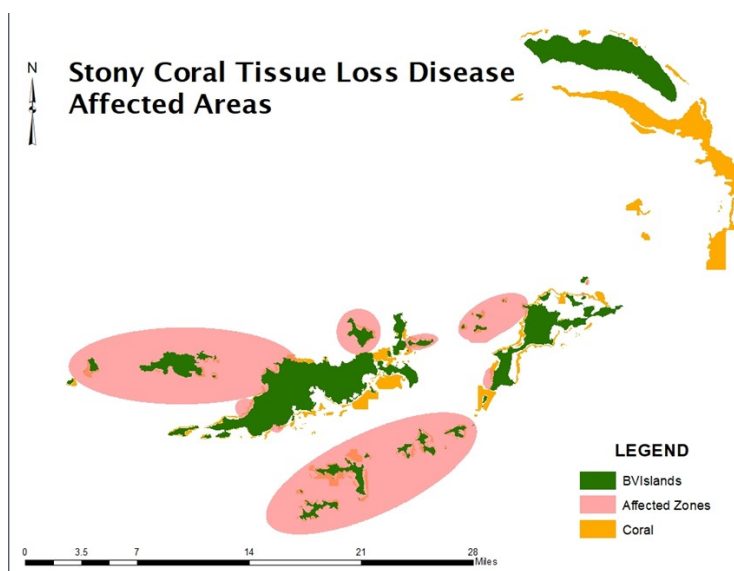 N
Stony Coral Tissue Loss Disease
Affected Areas
LEGEND
BVIslands
Affected Zones
Coral
0 3.5 7 14 21 28
Miles